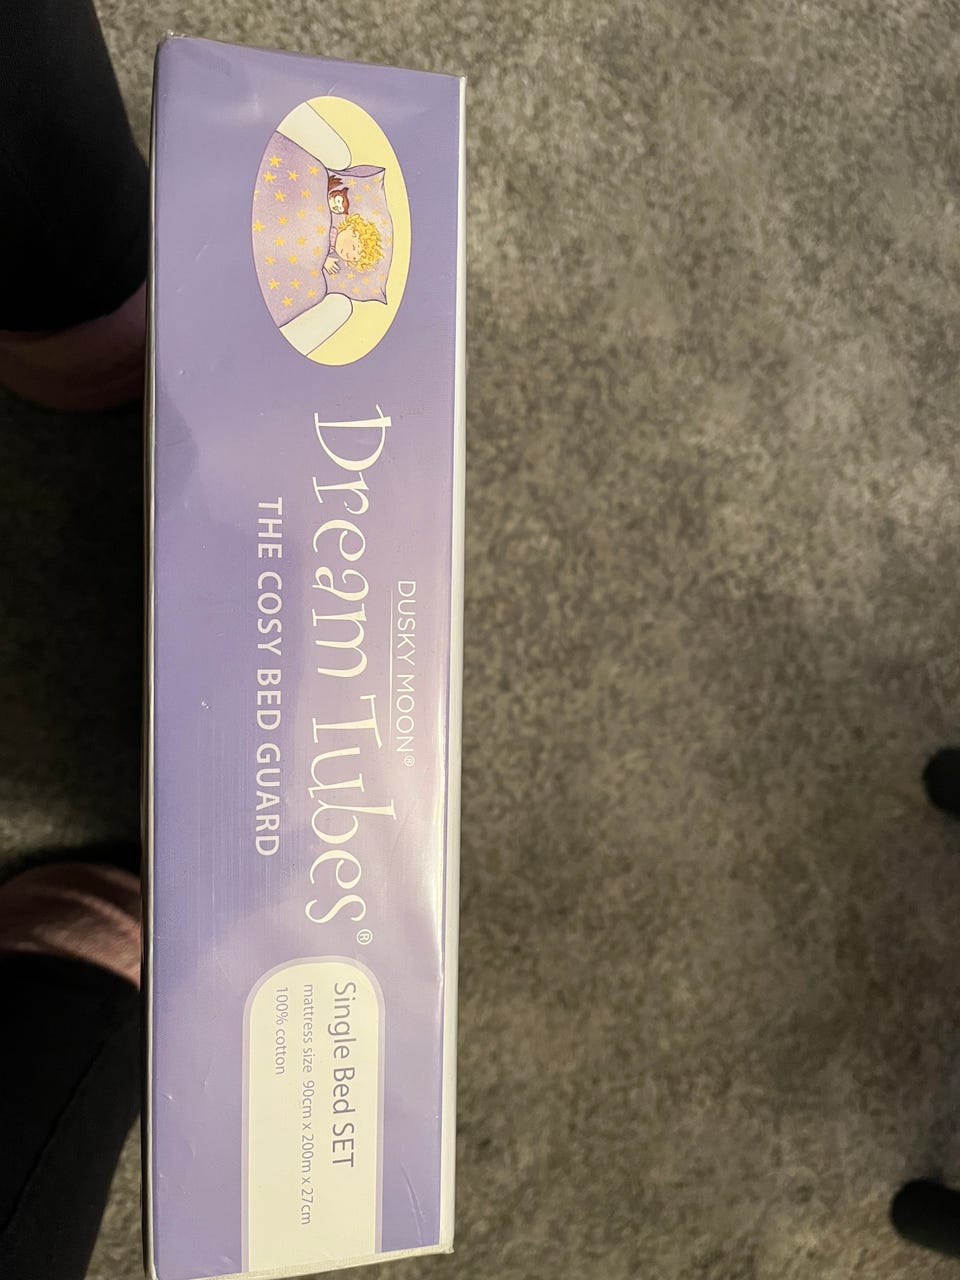 DUSKY MOON®
Dream Tubes®
THE COSY BED GUARD
Single Bed SET
mattress size 90cm x 200m x 27cm
100% cotton